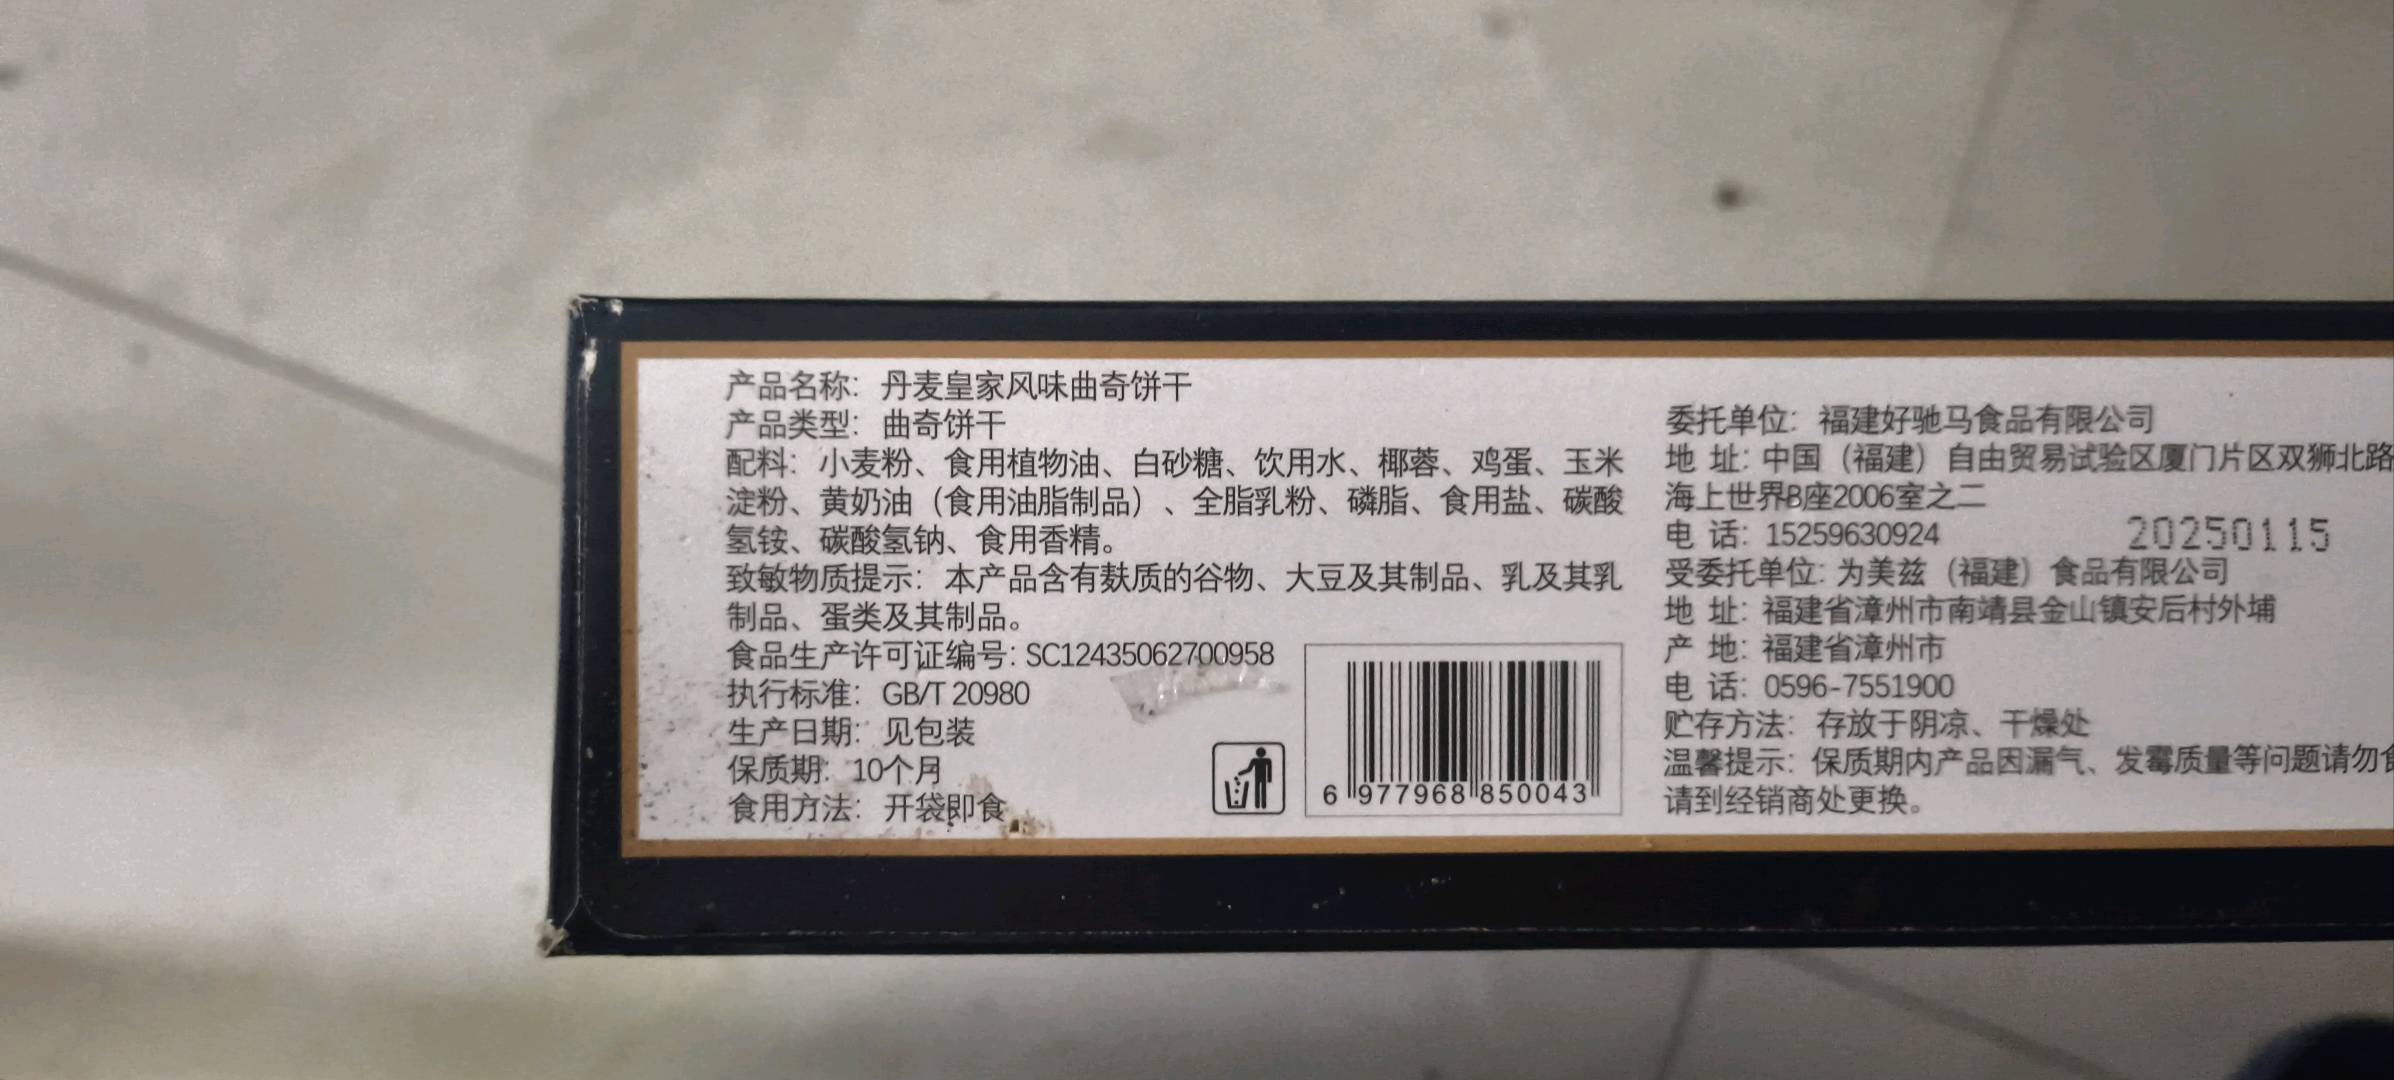 产品名称：丹麦皇家风味曲奇饼干
产品类型：曲奇饼干
配料：小麦粉、食用植物油、白砂糖、饮用水、椰蓉、鸡蛋、玉米
淀粉、黄奶油（食用油脂制品）、全脂乳粉、磷脂、食用盐、碳酸
氢铵、碳酸氢钠、食用香精。
致敏物质提示：本产品含有麸质的谷物、大豆及其制品、乳及其乳
制品、蛋类及其制品。
食品生产许可证编号：SC12435062700958
执行标准：GB/T 20980
生产日期：见包装
保质期：10个月
食用方法：开袋即食
6 977968 850043
委托单位：福建好驰马食品有限公司
地 址：中国（福建）自由贸易试验区厦门片区双狮北路
海上世界B座2006室之二
电 话：15259630924
20250115
受委托单位：为美兹（福建）食品有限公司
地 址：福建省漳州市南靖县金山镇安后村外埔
产 地：福建省漳州市
电 话：0596-7551900
贮存方法：存放于阴凉、干燥处
温馨提示：保质期内产品因漏气、发霉质量等问题请勿食
请到经销商处更换。